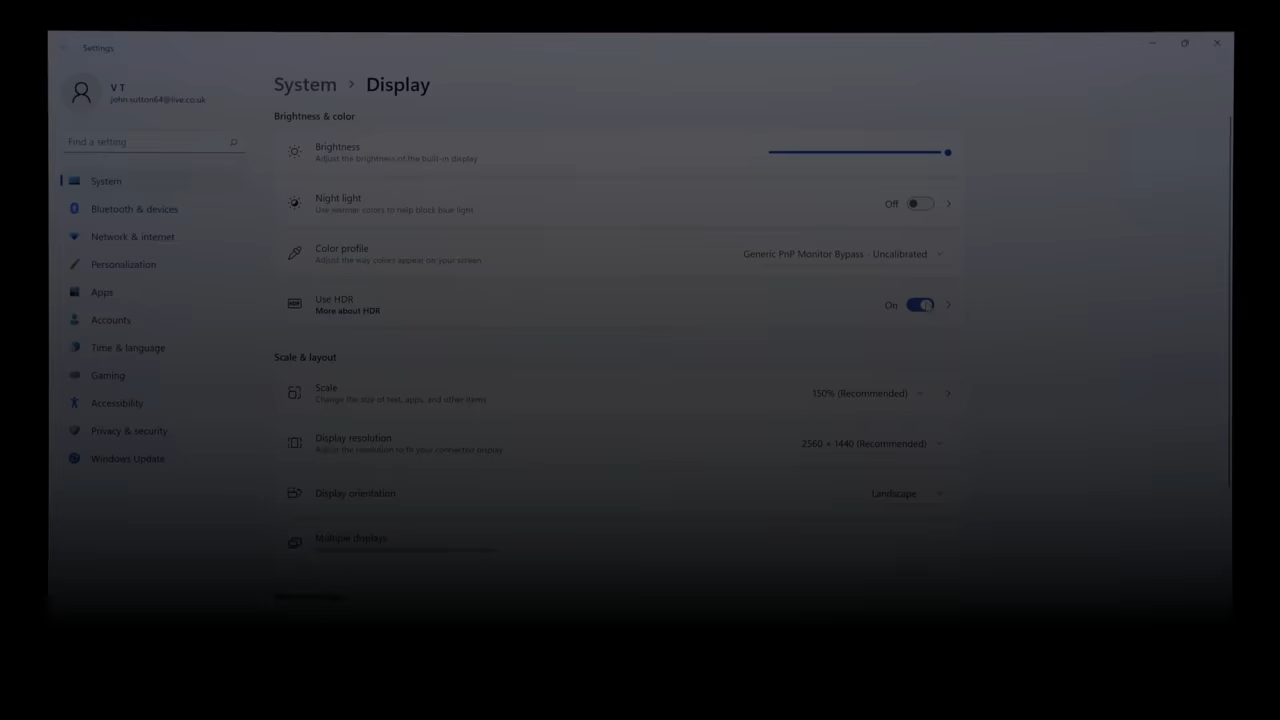 Settings
V T
john.sutton64@live.co.uk
Find a setting
System
Bluetooth & devices
Network & internet
Personalization
Apps
Accounts
Time & language
Gaming
Accessibility
Privacy & security
Windows Update
System › Display
Brightness & color
Brightness
Adjust the brightness of the built-in display
Night light
Use warmer colors to help block blue light
Off
Color profile
Adjust the way colors appear on your screen
Generic PnP Monitor Bypass - Uncalibrated
HDR
Use HDR
More about HDR
On
Scale & layout
Scale
Change the size of text, apps, and other items
150% (Recommended)
Display resolution
Adjust the resolution to fit your connected display
2560 × 1440 (Recommended)
Display orientation
Landscape
Multiple displays